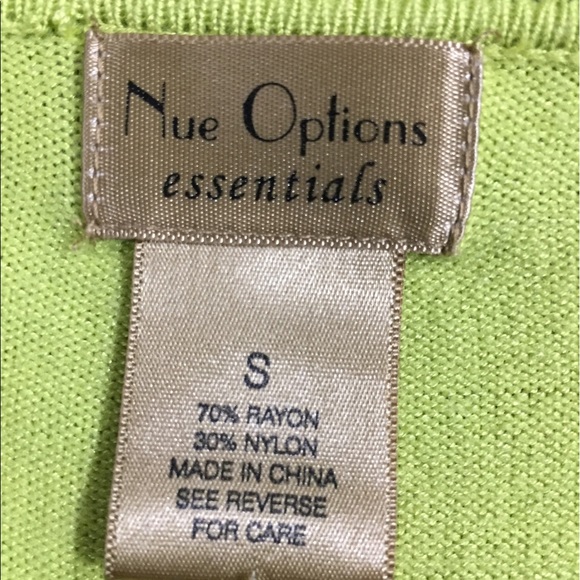 Nue Options
essentials
S
70% RAYON
30% NYLON
MADE IN CHINA
SEE REVERSE
FOR CARE